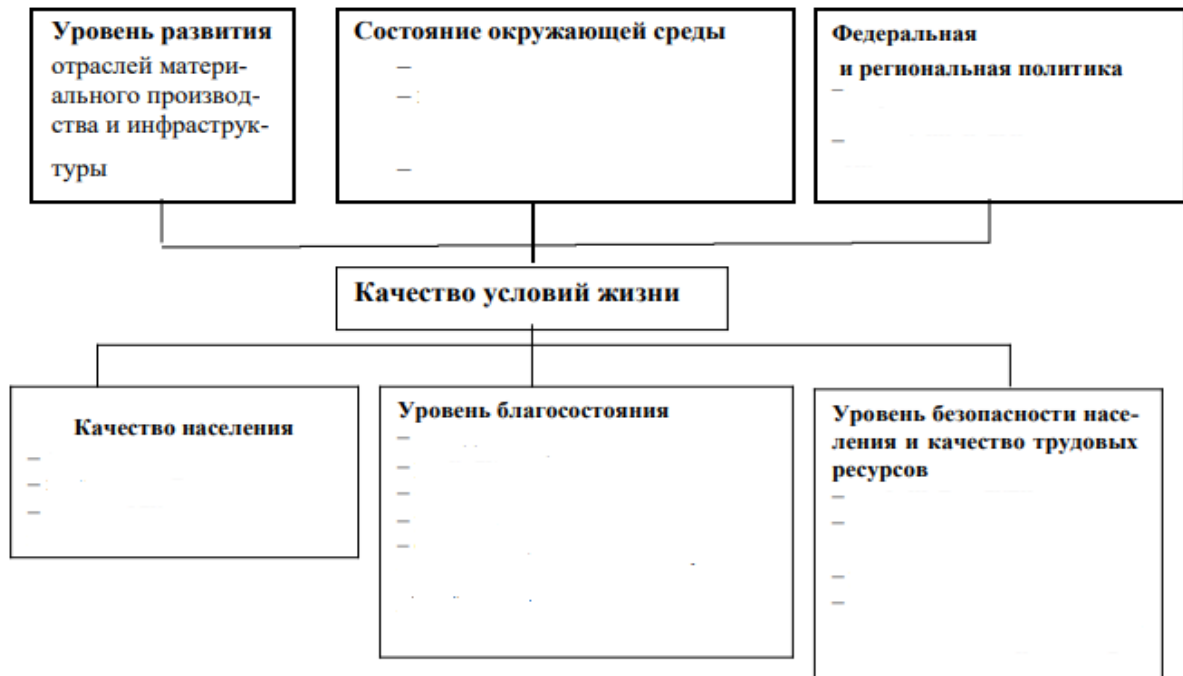 Уровень развития
отраслей матери-
ального производ-
ства и инфраструк-
туры
Состояние окружающей среды
–
–
–
Федеральная
и региональная политика
–
–
Качество условий жизни
Качество населения
–
–
–
Уровень благосостояния
–
–
–
–
–
Уровень безопасности насе-
ления и качество трудовых
ресурсов
–
–
–
–